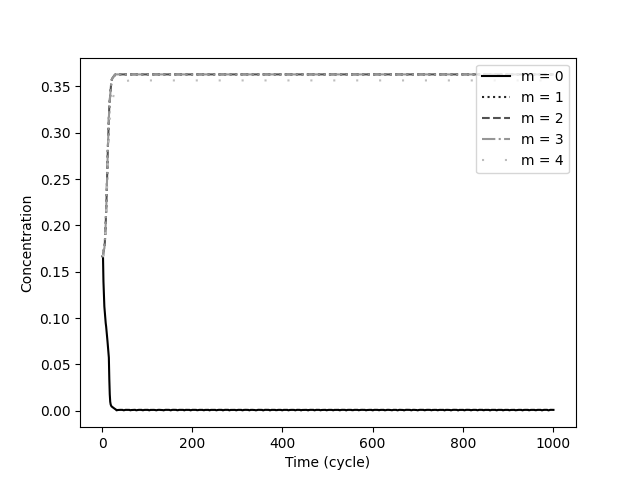 0.35
0.30
0.25
0.20
0.15
0.10
0.05
0.00
Concentration
0
200
400
600
800
1000
Time (cycle)
m = 0
m = 1
m = 2
m = 3
m = 4